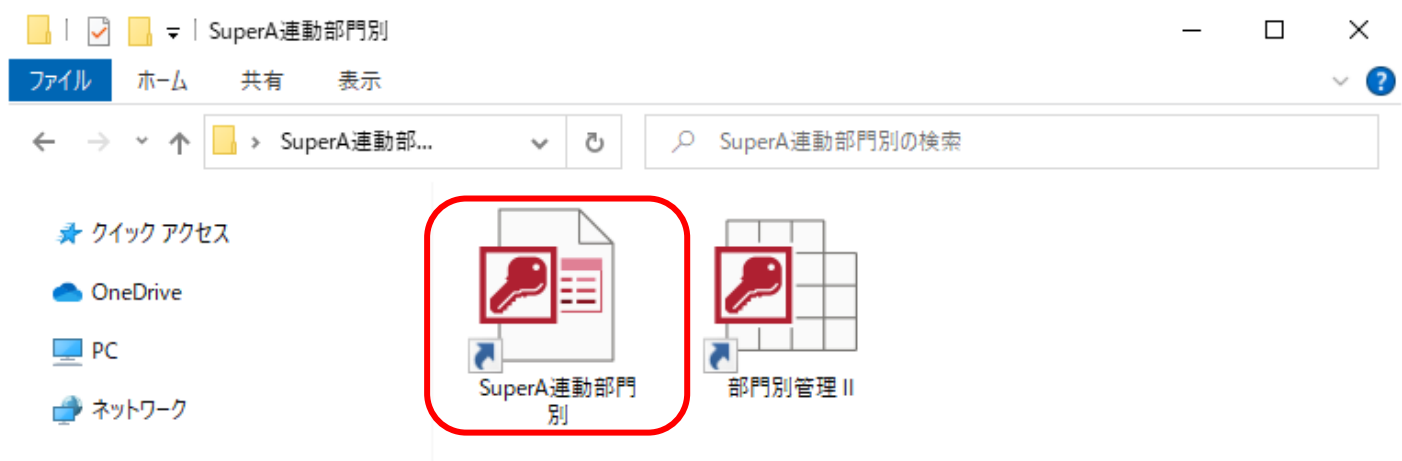 SuperA連動部門別
ファイル ホーム 共有 表示
SuperA連動部... SuperA連動部門別の検索
クイック アクセス
OneDrive
PC
ネットワーク
SuperA連動部門
別
部門別管理Ⅱ